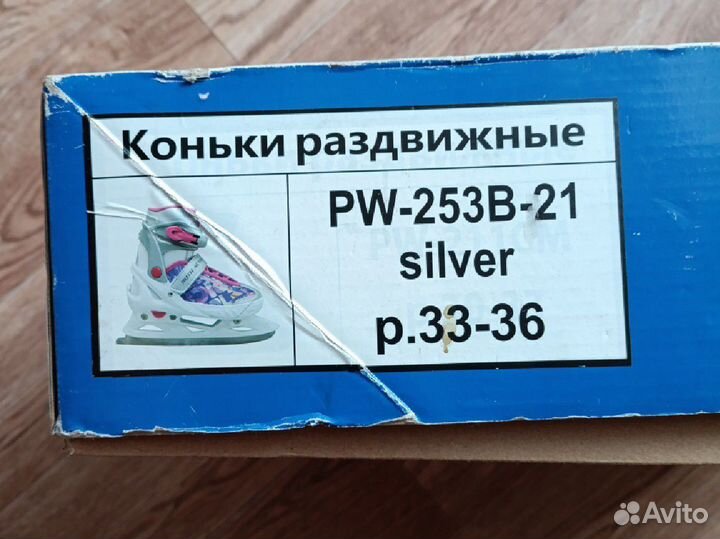 Коньки раздвижные
PW-253B-21
silver
р.33-36
Avito